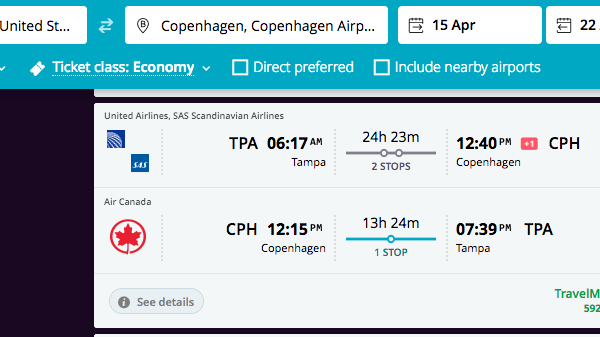 United St...
Copenhagen, Copenhagen Airp...
15 Apr
22
Ticket class: Economy
Direct preferred
Include nearby airports
United Airlines, SAS Scandinavian Airlines
TPA 06:17 AM
24h 23m
12:40 PM +1 CPH
Tampa
2 STOPS
Copenhagen
SAS
Air Canada
CPH 12:15 PM
13h 24m
07:39 PM TPA
Copenhagen
1 STOP
Tampa
See details
TravelM
592